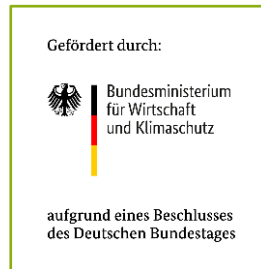 Gefördert durch:
Bundesministerium
für Wirtschaft
und Klimaschutz
aufgrund eines Beschlusses
des Deutschen Bundestages